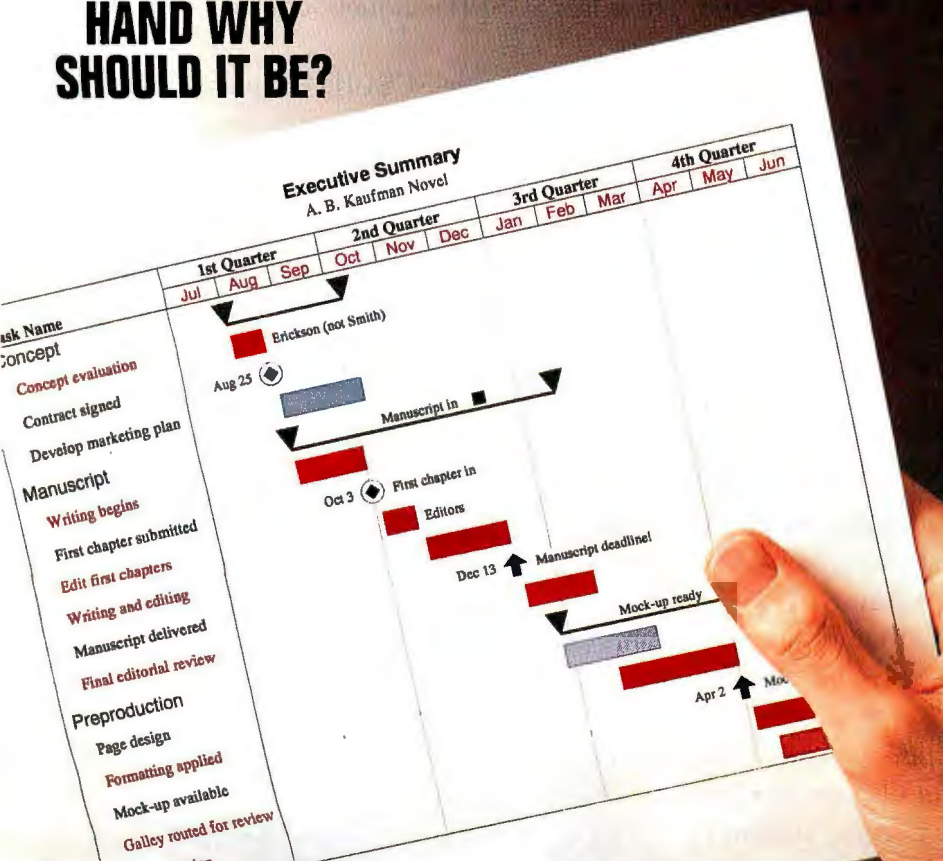 HAND WHY
SHOULD IT BE?
Executive Summary
A. B. Kaufman Novel
1st Quarter 2nd Quarter 3rd Quarter 4th Quarter
Jul Aug Sep Oct Nov Dec Jan Feb Mar Apr May Jun
ask Name
Concept
Concept evaluation Erickson (not Smith)
Contract signed Aug 25
Develop marketing plan
Manuscript Manuscript in
Writing begins
First chapter submitted Oct 3 First chapter in
Edit first chapters Editors
Writing and editing
Manuscript delivered Dec 13 Manuscript deadline!
Final editorial review
Preproduction Mock-up ready
Page design
Formatting applied
Mock-up available Apr 2
Galley routed for review